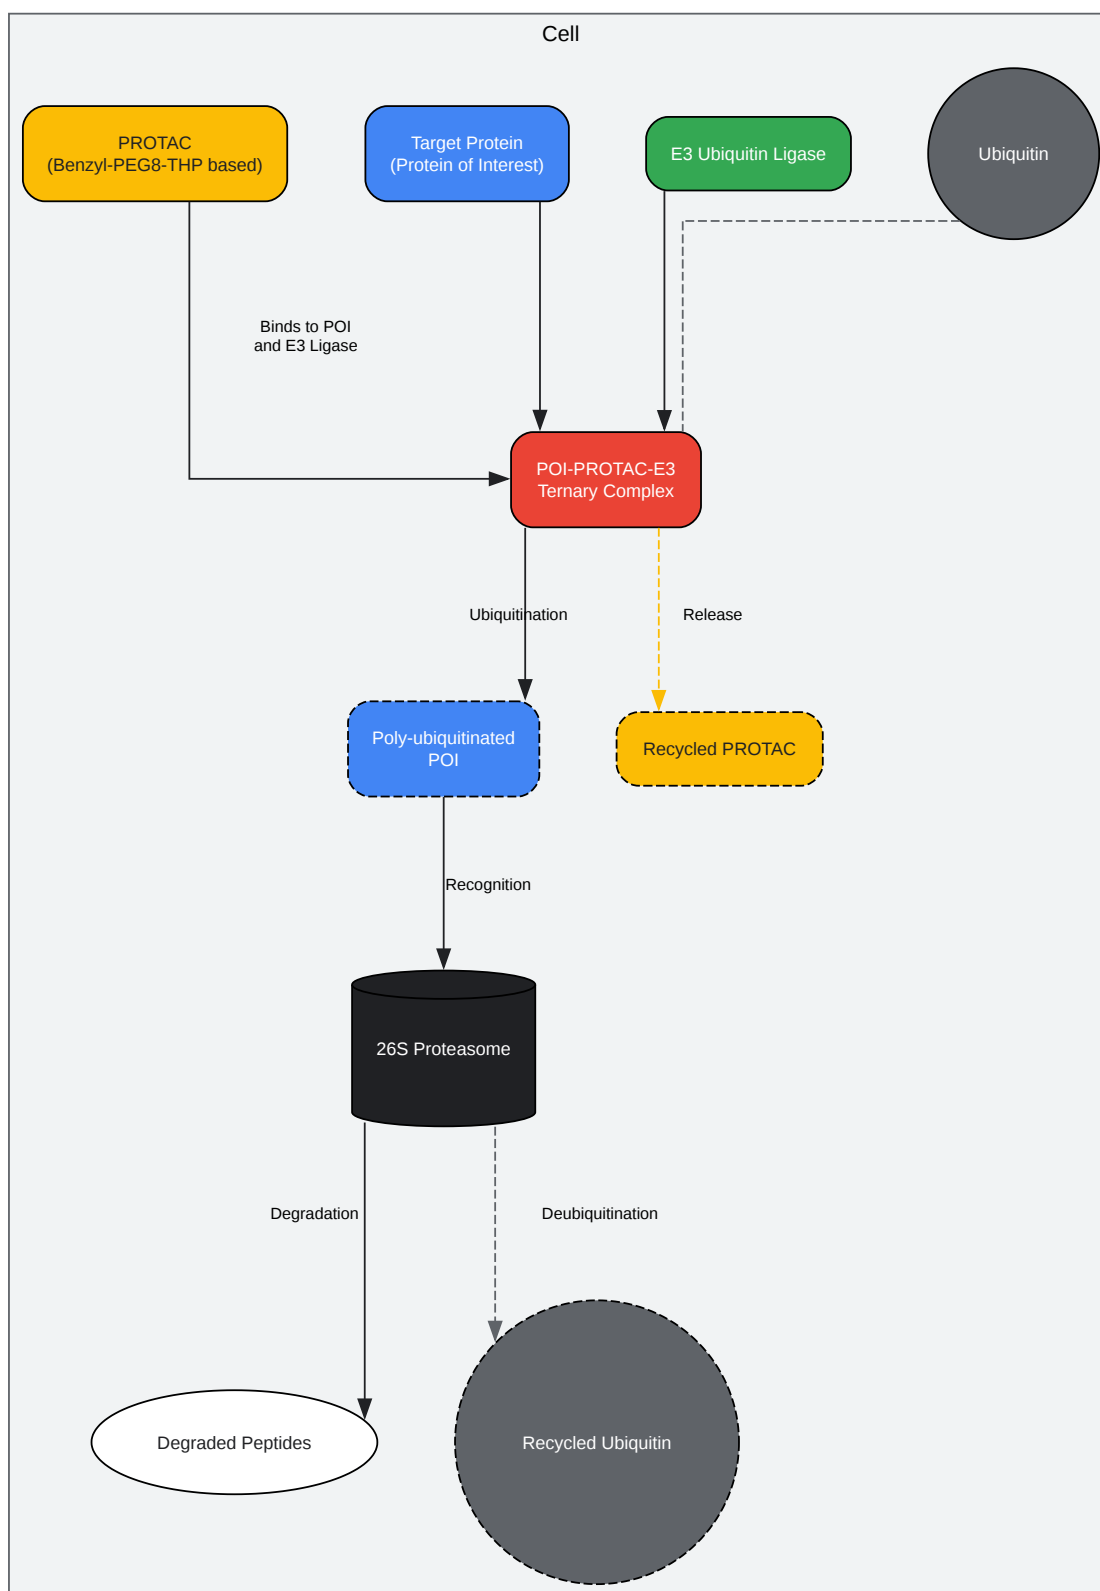 Cell
PROTAC
(Benzyl-PEG8-THP based)
Target Protein
(Protein of Interest)
E3 Ubiquitin Ligase
Ubiquitin
Binds to POI
and E3 Ligase
POI-PROTAC-E3
Ternary Complex
Ubiquitination
Release
Poly-ubiquitinated
POI
Recycled PROTAC
Recognition
26S Proteasome
Degradation
Deubiquitination
Degraded Peptides
Recycled Ubiquitin